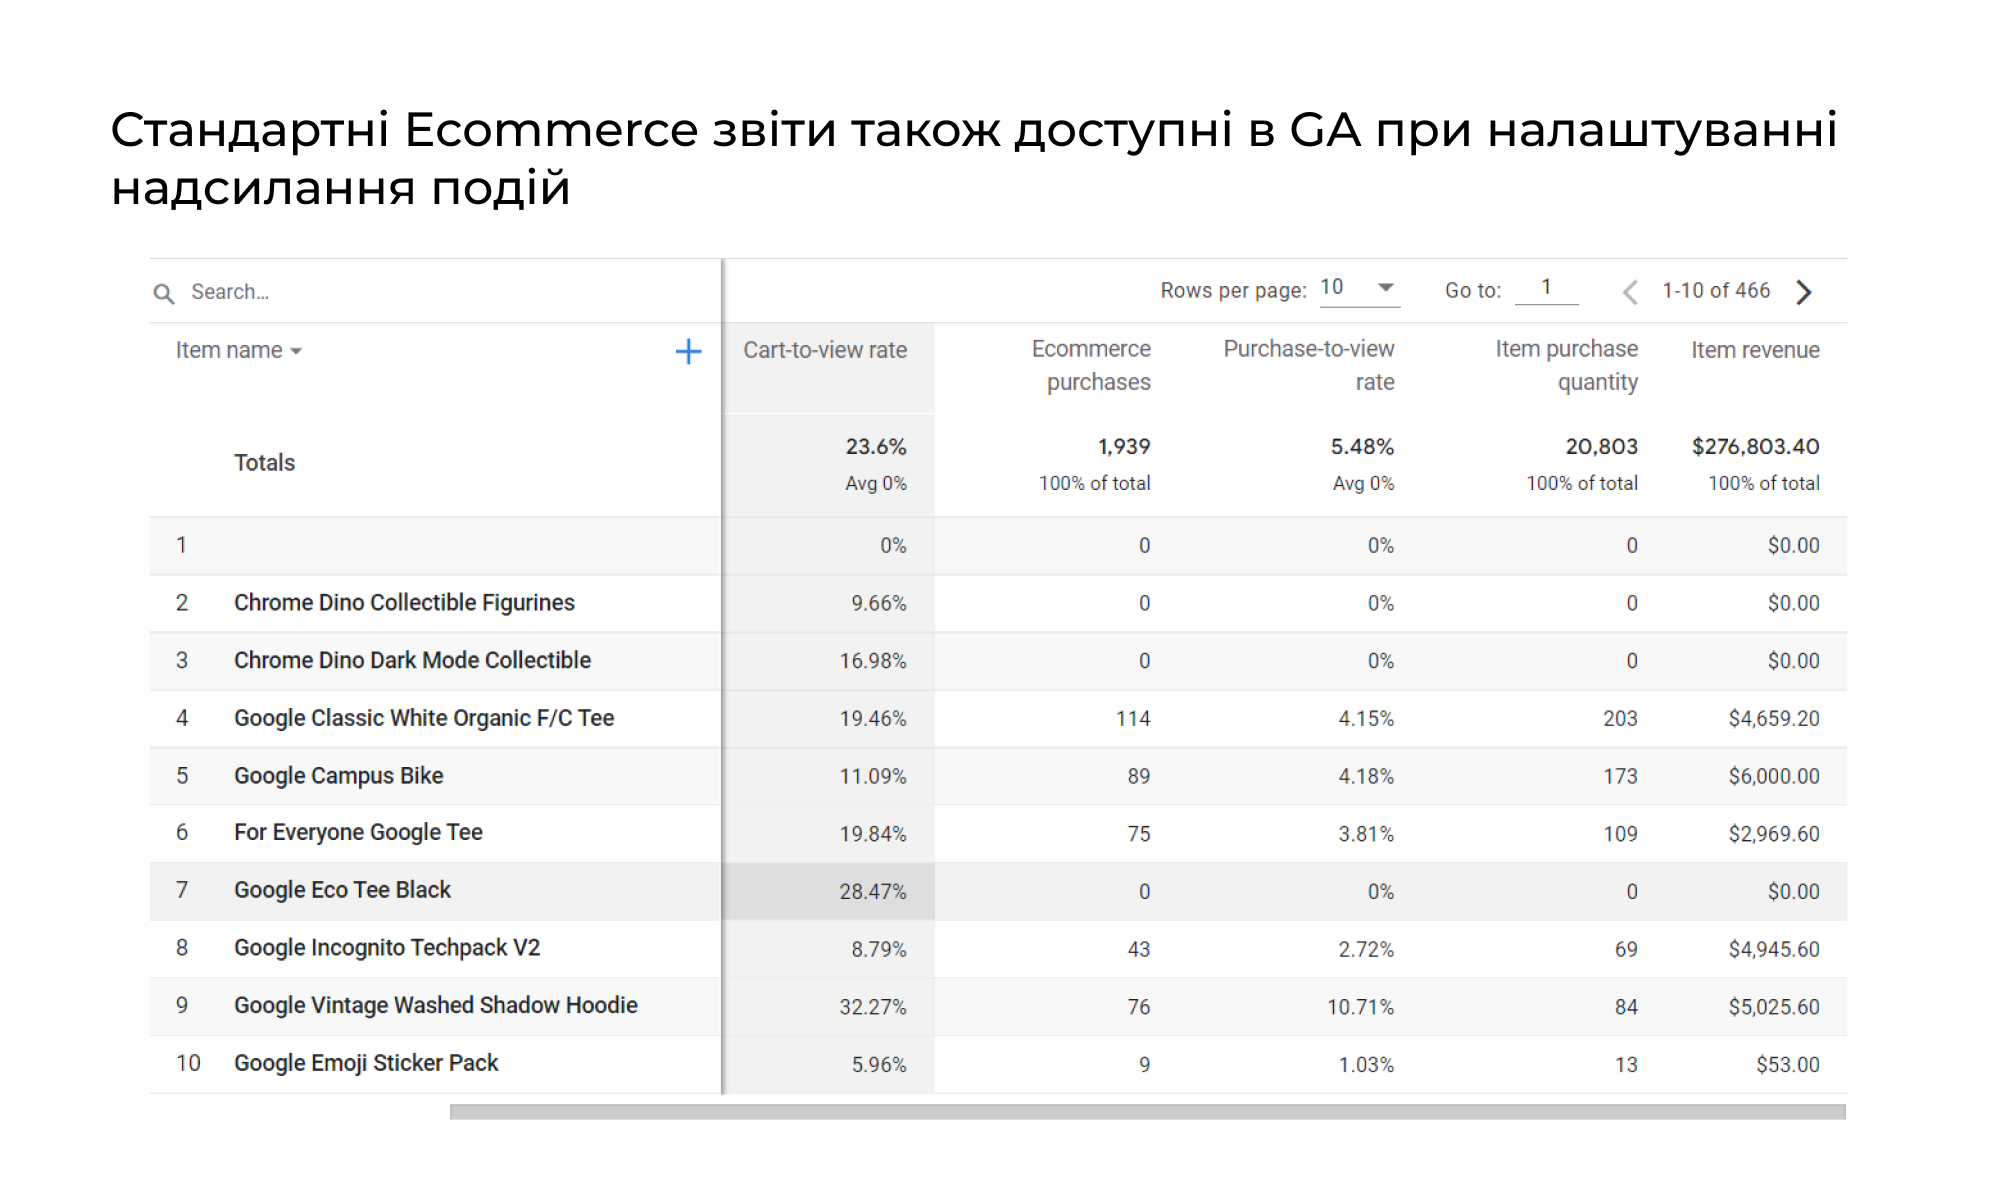 Стандартні Ecommerce звіти також доступні в GA при налаштуванні
надсилання подій
Search...
Rows per page: 10 Go to: 1 1-10 of 466
Item name + Cart-to-view rate Ecommerce purchases Purchase-to-view rate Item purchase quantity Item revenue
Totals 23.6% 1,939 5.48% 20,803 $276,803.40
Avg 0% 100% of total Avg 0% 100% of total 100% of total
1 0% 0 0% 0 $0.00
2 Chrome Dino Collectible Figurines 9.66% 0 0% 0 $0.00
3 Chrome Dino Dark Mode Collectible 16.98% 0 0% 0 $0.00
4 Google Classic White Organic F/C Tee 19.46% 114 4.15% 203 $4,659.20
5 Google Campus Bike 11.09% 89 4.18% 173 $6,000.00
6 For Everyone Google Tee 19.84% 75 3.81% 109 $2,969.60
7 Google Eco Tee Black 28.47% 0 0% 0 $0.00
8 Google Incognito Techpack V2 8.79% 43 2.72% 69 $4,945.60
9 Google Vintage Washed Shadow Hoodie 32.27% 76 10.71% 84 $5,025.60
10 Google Emoji Sticker Pack 5.96% 9 1.03% 13 $53.00